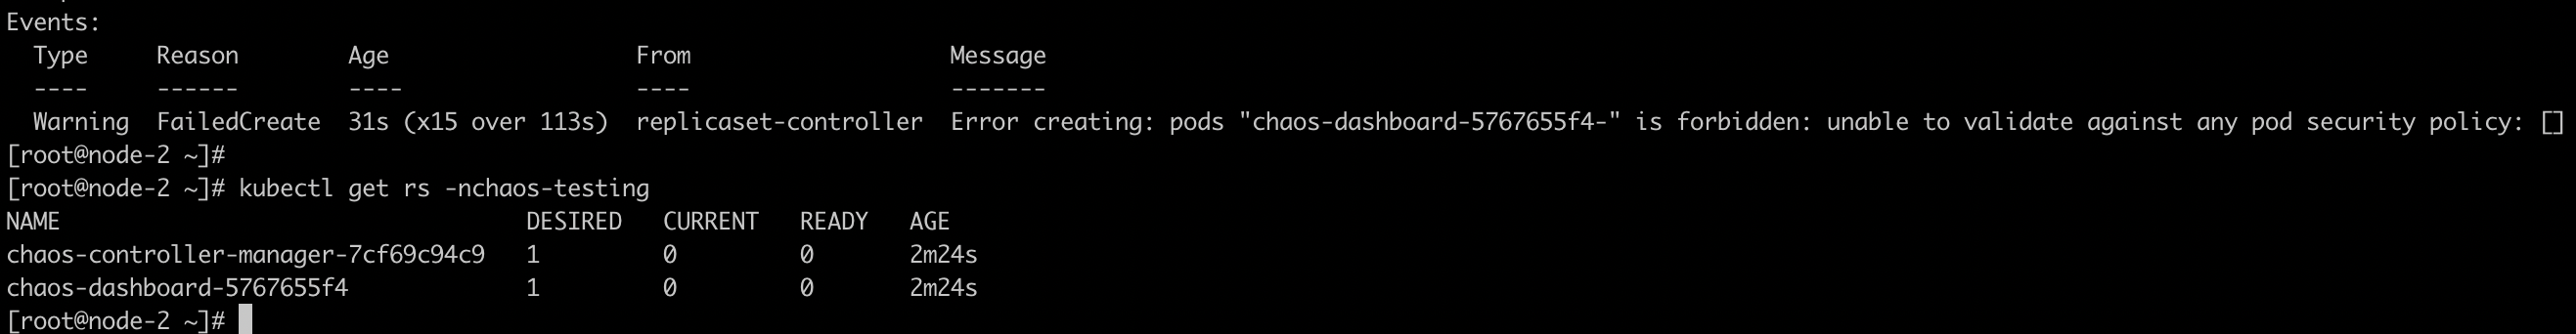 Events:
  Type     Reason        Age                  From                   Message
  ----     ------        ----                 ----                   -------
  Warning  FailedCreate  31s (x15 over 113s)  replicaset-controller  Error creating: pods "chaos-dashboard-5767655f4-" is forbidden: unable to validate against any pod security policy: []
[root@node-2 ~]#
[root@node-2 ~]# kubectl get rs -nchaos-testing
NAME                                  DESIRED   CURRENT   READY   AGE
chaos-controller-manager-7cf69c94c9   1         0         0       2m24s
chaos-dashboard-5767655f4             1         0         0       2m24s
[root@node-2 ~]#